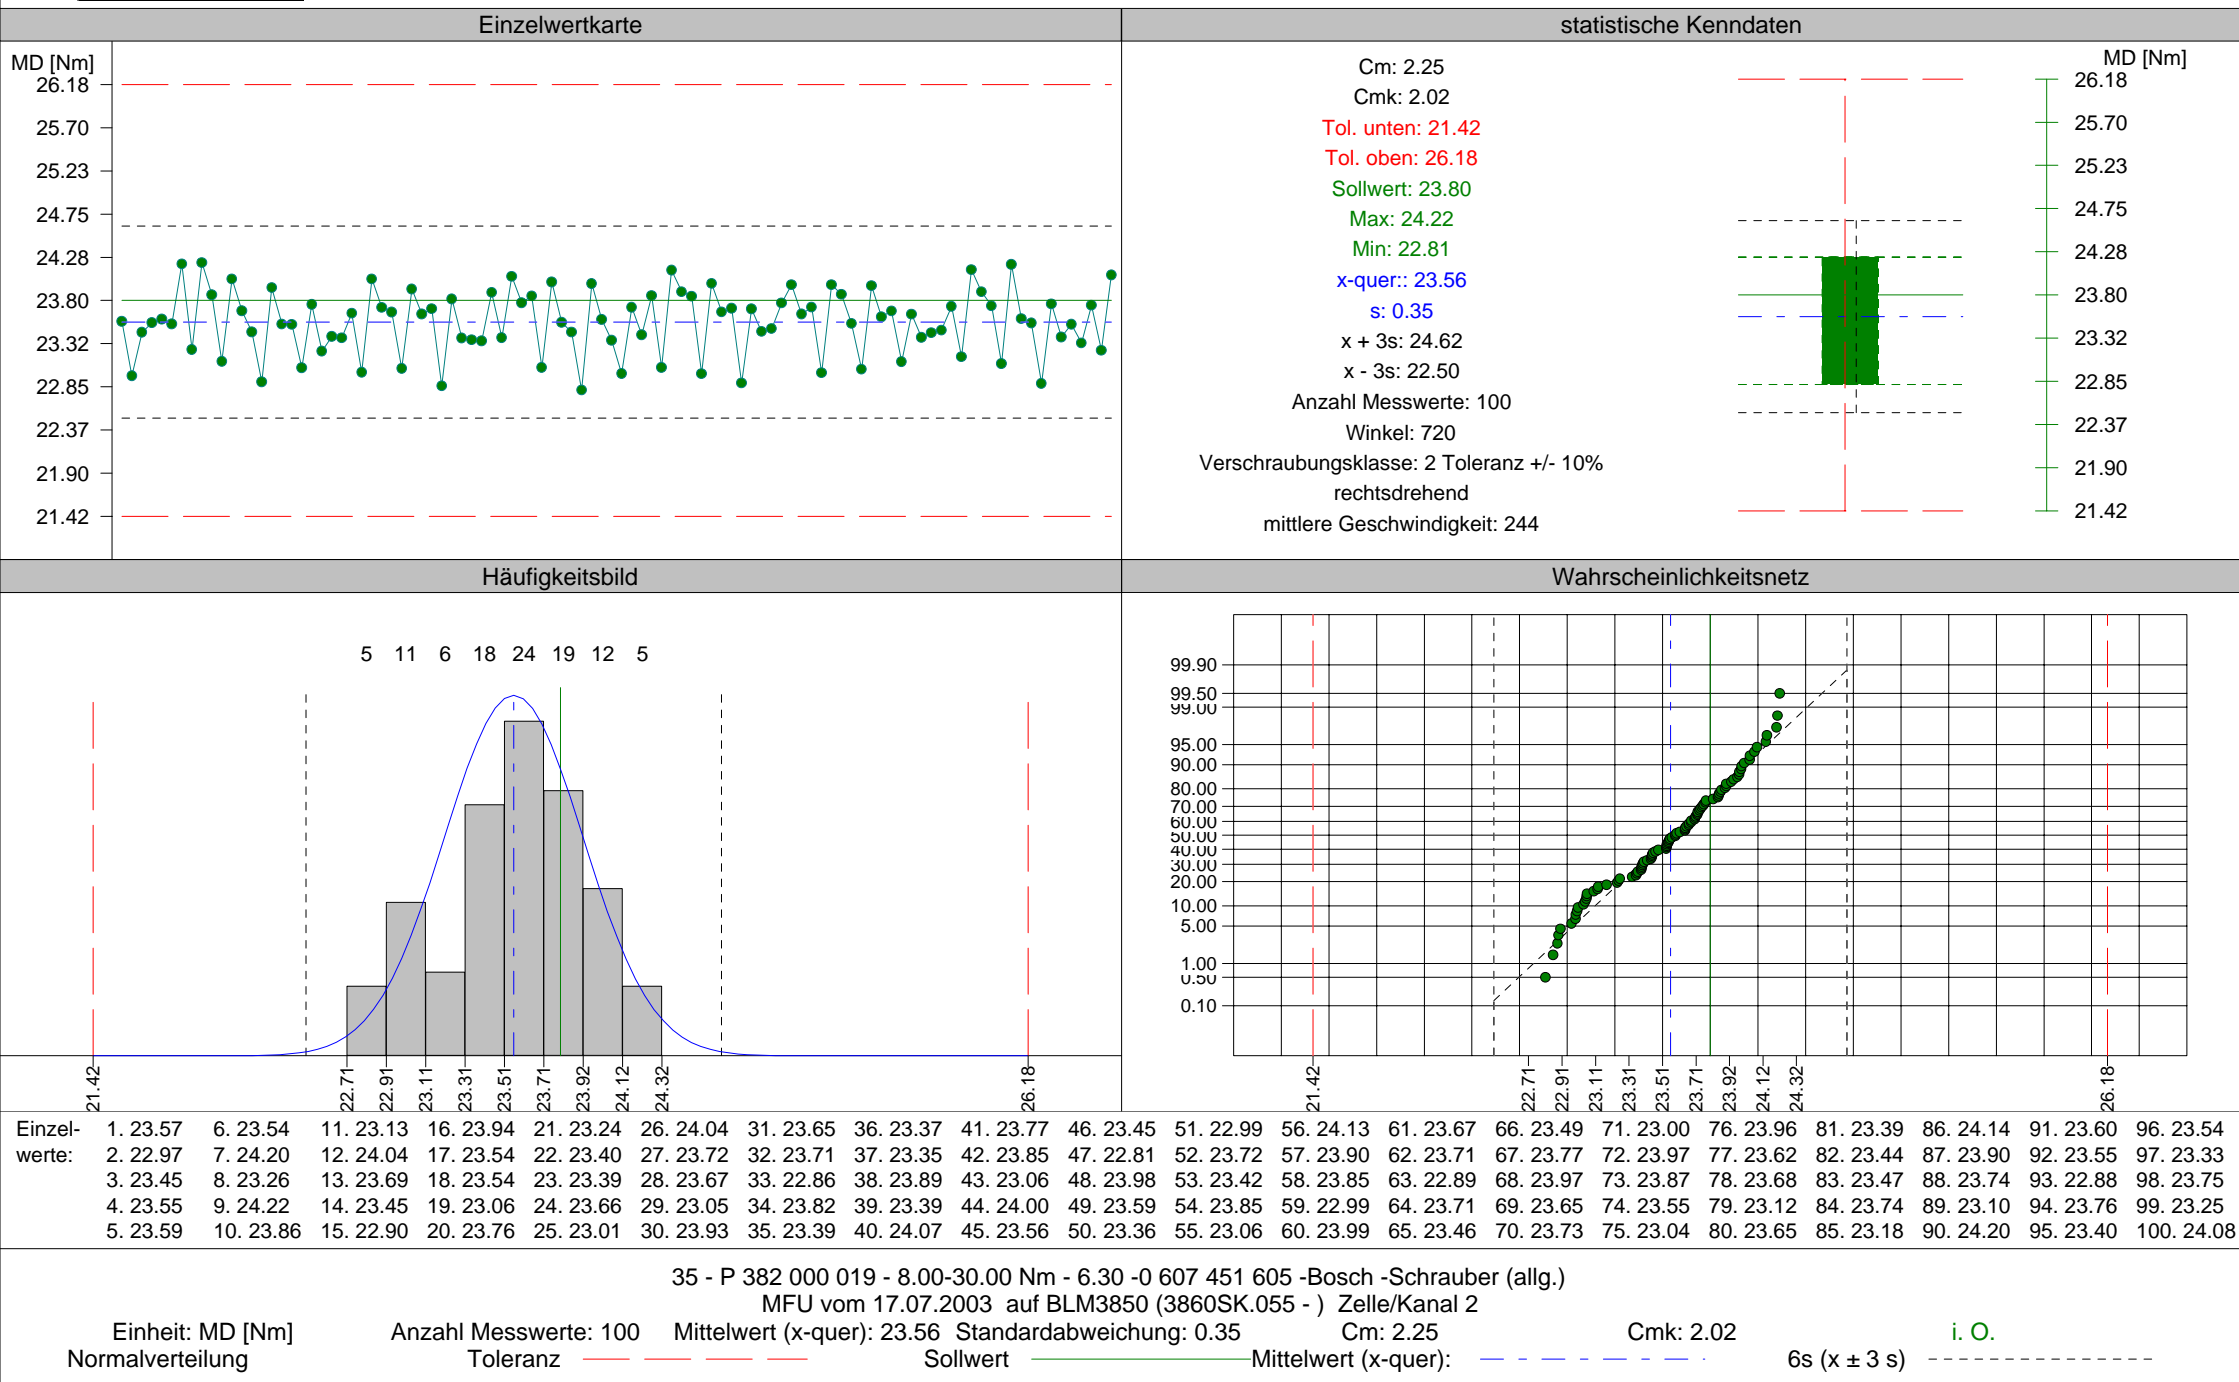 Einzelwertkarte
statistische Kenndaten
MD [Nm]
26.18
25.70
25.23
24.75
24.28
23.80
23.32
22.85
22.37
21.90
21.42
Cm: 2.25
Cmk: 2.02
Tol. unten: 21.42
Tol. oben: 26.18
Sollwert: 23.80
Max: 24.22
Min: 22.81
x-quer:: 23.56
s: 0.35
x + 3s: 24.62
x - 3s: 22.50
Anzahl Messwerte: 100
Winkel: 720
Verschraubungsklasse: 2 Toleranz +/- 10%
rechtsdrehend
mittlere Geschwindigkeit: 244
MD [Nm]
26.18
25.70
25.23
24.75
24.28
23.80
23.32
22.85
22.37
21.90
21.42
Häufigkeitsbild
Wahrscheinlichkeitsnetz
5 11 6 18 24 19 12 5
21.42 22.71 22.91 23.11 23.31 23.51 23.71 23.92 24.12 24.32 26.18
99.90
99.50
99.00
95.00
90.00
80.00
70.00
60.00
50.00
40.00
30.00
20.00
10.00
5.00
1.00
0.50
0.10
21.42 22.71 22.91 23.11 23.31 23.51 23.71 23.92 24.12 24.32 26.18
Einzel- 1. 23.57 6. 23.54 11. 23.13 16. 23.94 21. 23.24 26. 24.04 31. 23.65 36. 23.37 41. 23.77 46. 23.45 51. 22.99 56. 24.13 61. 23.67 66. 23.49 71. 23.00 76. 23.96 81. 23.39 86. 24.14 91. 23.60 96. 23.54
werte: 2. 22.97 7. 24.20 12. 24.04 17. 23.54 22. 23.40 27. 23.72 32. 23.71 37. 23.35 42. 23.85 47. 22.81 52. 23.72 57. 23.90 62. 23.71 67. 23.77 72. 23.97 77. 23.62 82. 23.44 87. 23.90 92. 23.55 97. 23.33
3. 23.45 8. 23.26 13. 23.69 18. 23.54 23. 23.39 28. 23.67 33. 22.86 38. 23.89 43. 23.06 48. 23.98 53. 23.42 58. 23.85 63. 22.89 68. 23.97 73. 23.87 78. 23.68 83. 23.47 88. 23.74 93. 22.88 98. 23.75
4. 23.55 9. 24.22 14. 23.45 19. 23.06 24. 23.66 29. 23.05 34. 23.82 39. 23.39 44. 24.00 49. 23.59 54. 23.85 59. 22.99 64. 23.71 69. 23.65 74. 23.55 79. 23.12 84. 23.74 89. 23.10 94. 23.76 99. 23.25
5. 23.59 10. 23.86 15. 22.90 20. 23.76 25. 23.01 30. 23.93 35. 23.39 40. 24.07 45. 23.56 50. 23.36 55. 23.06 60. 23.99 65. 23.46 70. 23.73 75. 23.04 80. 23.65 85. 23.18 90. 24.20 95. 23.40 100. 24.08
35 - P 382 000 019 - 8.00-30.00 Nm - 6.30 -0 607 451 605 -Bosch -Schrauber (allg.)
MFU vom 17.07.2003 auf BLM3850 (3860SK.055 - ) Zelle/Kanal 2
Einheit: MD [Nm] Anzahl Messwerte: 100 Mittelwert (x-quer): 23.56 Standardabweichung: 0.35 Cm: 2.25 Cmk: 2.02 i. O.
Normalverteilung Toleranz Sollwert Mittelwert (x-quer): 6s (x ± 3 s)